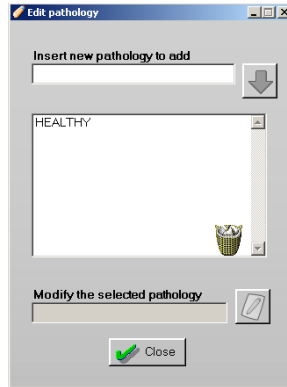 Edit pathology
Insert new pathology to add
HEALTHY
Modify the selected pathology
Close